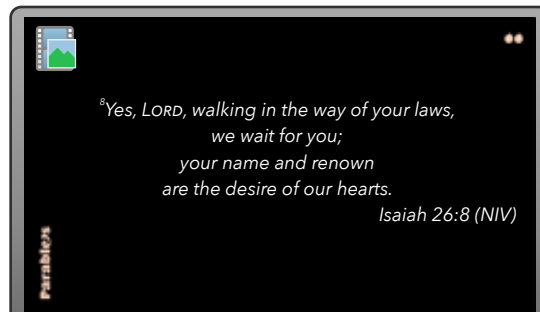 ⁸Yes, LORD, walking in the way of your laws,
we wait for you;
your name and renown
are the desire of our hearts.
Isaiah 26:8 (NIV)